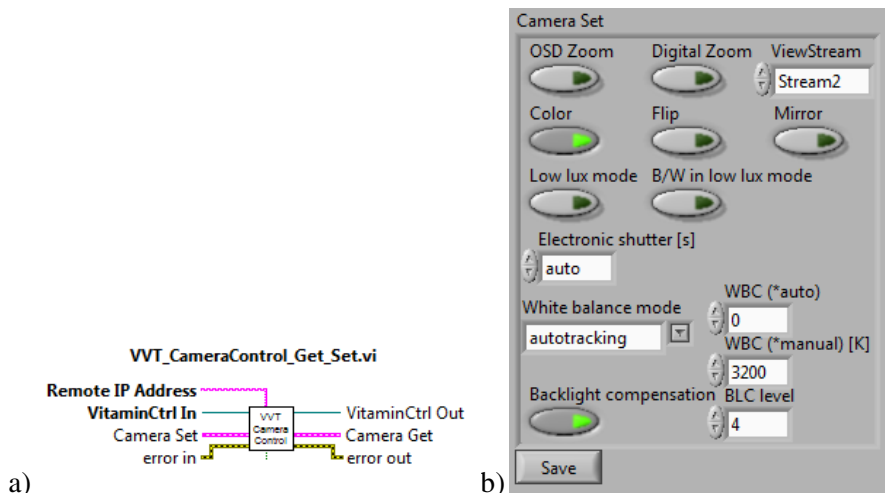 VVT_CameraControl_Get_Set.vi
Remote IP Address
VitaminCtrl In
VVT
Camera
Control
VitaminCtrl Out
Camera Set
Camera Get
error in
error out
a)
b)
Camera Set
OSD Zoom Digital Zoom ViewStream
Stream2
Color Flip Mirror
Low lux mode B/W in low lux mode
Electronic shutter [s]
auto
WBC (*auto)
White balance mode
0
autotracking
WBC (*manual) [K]
3200
Backlight compensation BLC level
4
Save